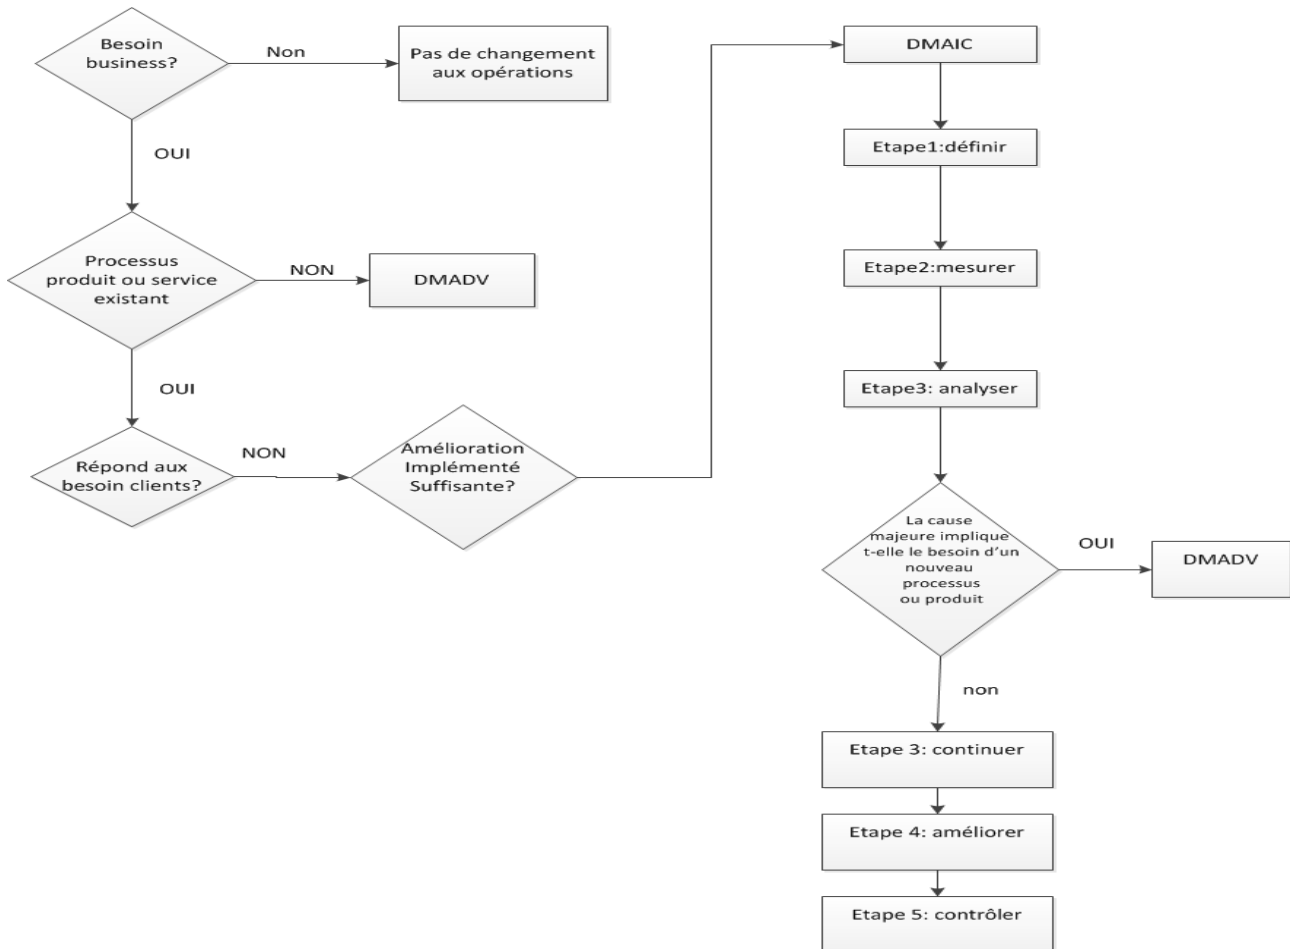 Besoin
business?
Non
Pas de changement
aux opérations
OUI
Processus
produit ou service
existant
NON
DMADV
OUI
Répond aux
besoin clients?
NON
Amélioration
Implémenté
Suffisante?
DMAIC
Etape1:définir
Etape2:mesurer
Etape3: analyser
La cause
majeure implique
t-elle le besoin d'un
nouveau
processus
ou produit
OUI
DMADV
non
Etape 3: continuer
Etape 4: améliorer
Etape 5: contrôler